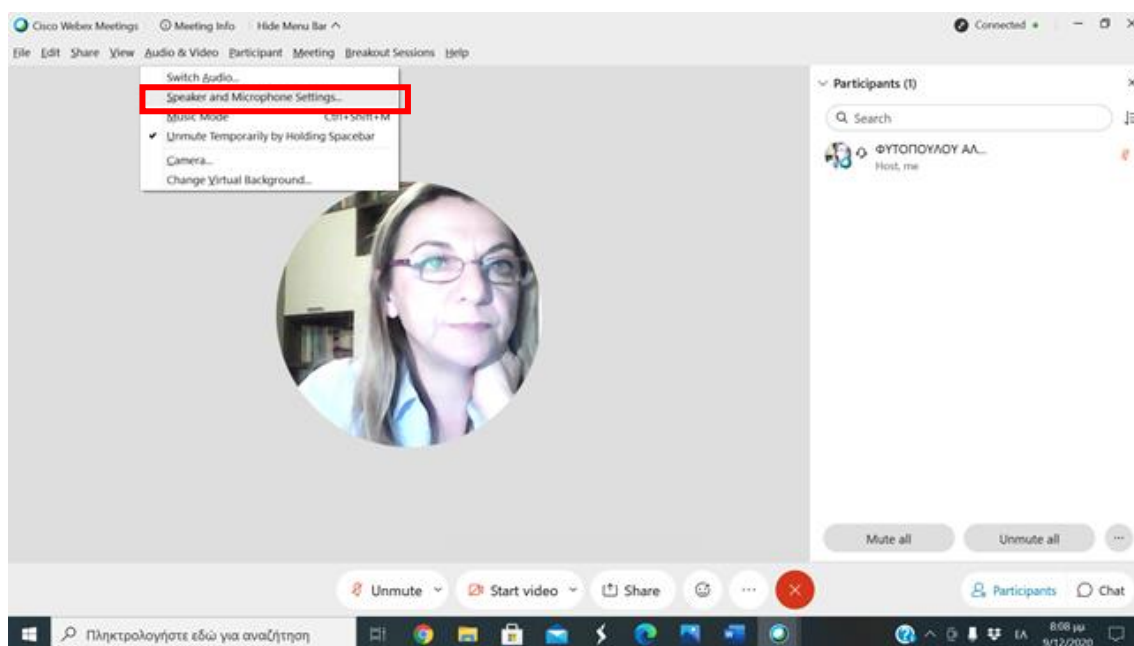 Cisco Webex Meetings Meeting Info Hide Menu Bar Connected
File Edit Share View Audio & Video Participant Meeting Breakout Sessions Help
Switch Audio...
Speaker and Microphone Settings...
Music Mode Ctrl+Shift+M
Unmute Temporarily by Holding Spacebar
Camera...
Change Virtual Background...
Participants (1)
Search
ΦΥΤΟΠΟΥΛΟΥ ΑΛ...
Host, me
Mute all Unmute all
Unmute Start video Share Participants Chat
Πληκτρολογήστε εδώ για αναζήτηση
ΕΛ
8:08 μμ
9/12/2020